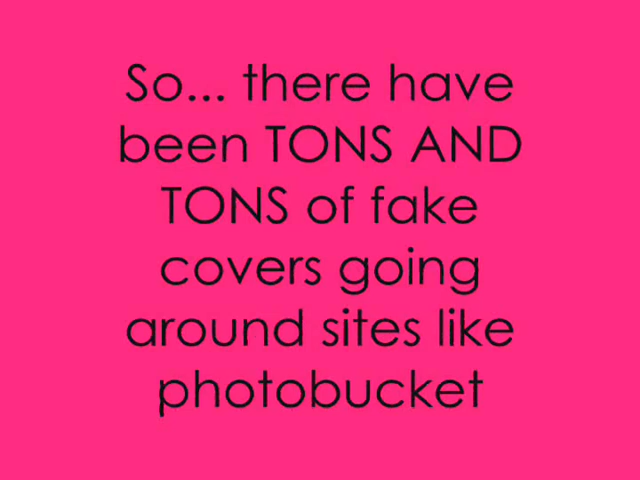 So... there have
been TONS AND
TONS of fake
covers going
around sites like
photobucket